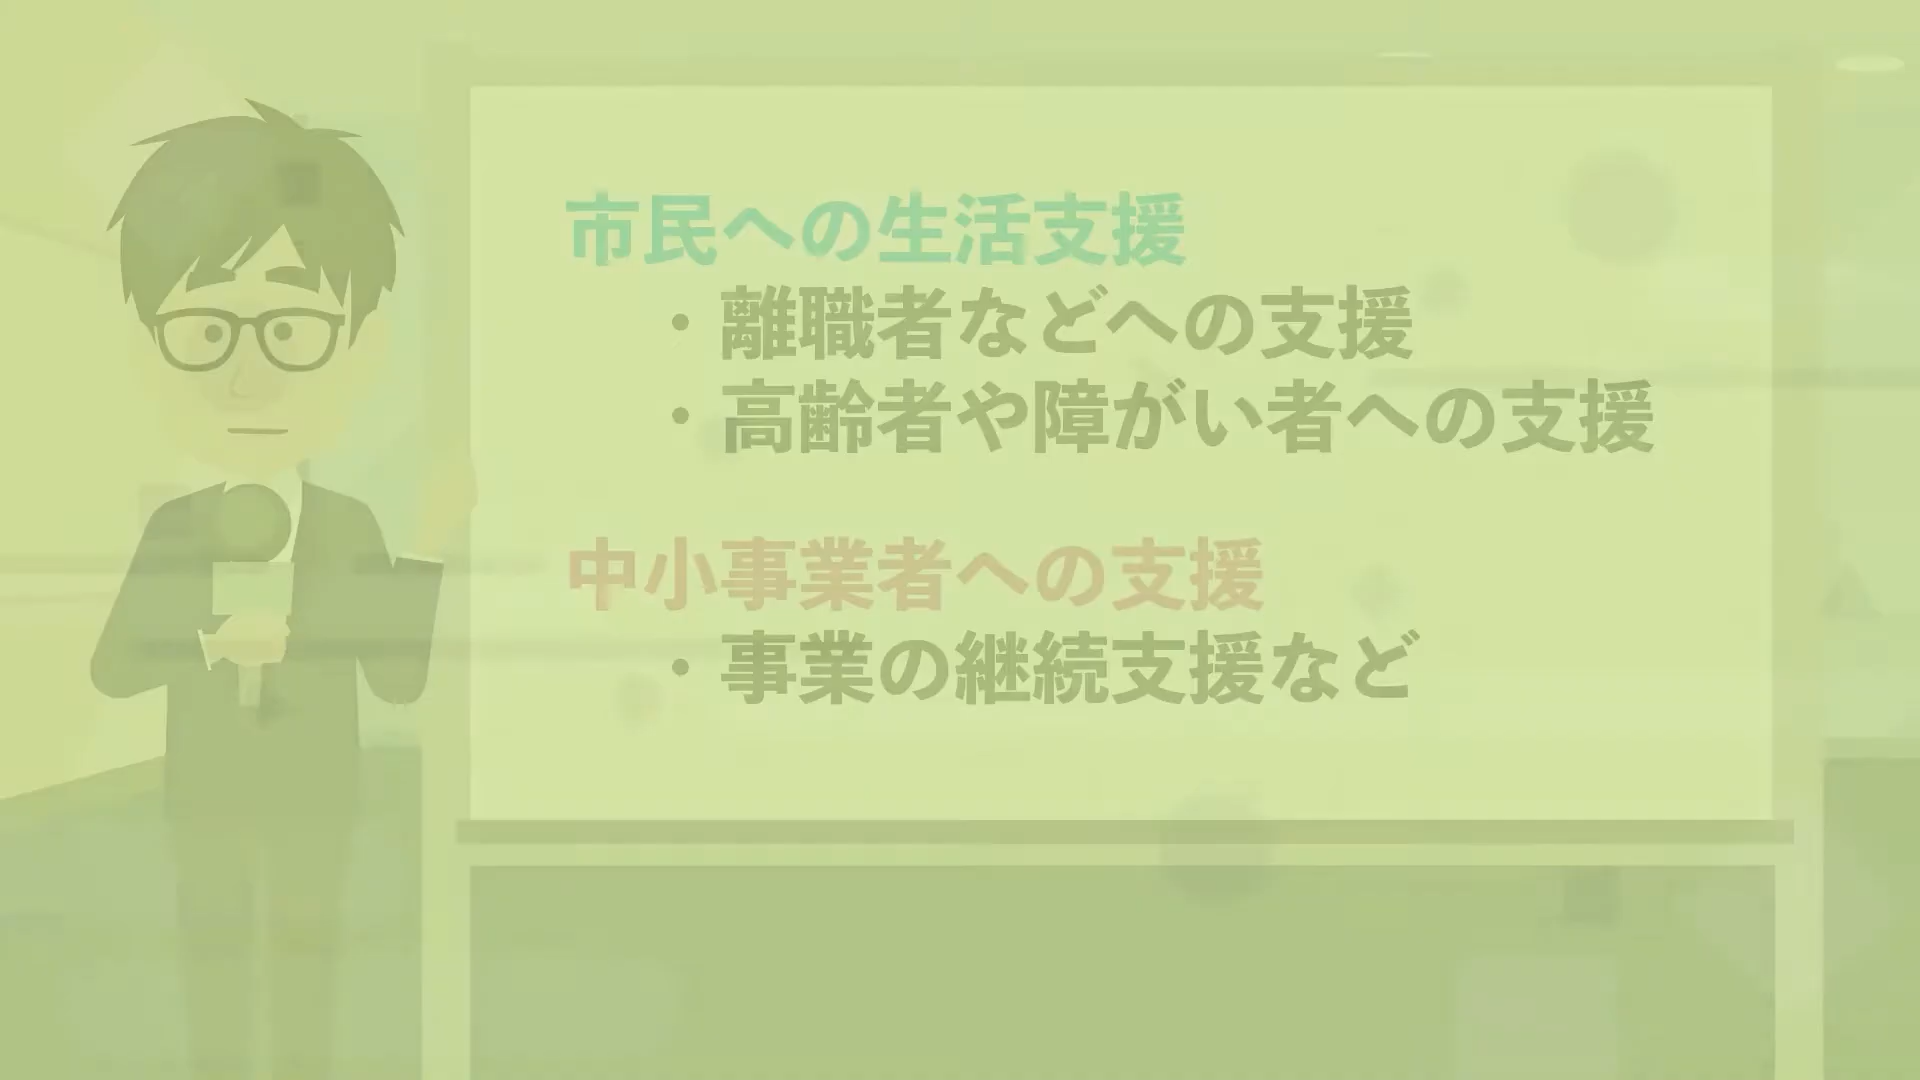 市民への生活支援
・離職者などへの支援
・高齢者や障がい者への支援
中小事業者への支援
・事業の継続支援など